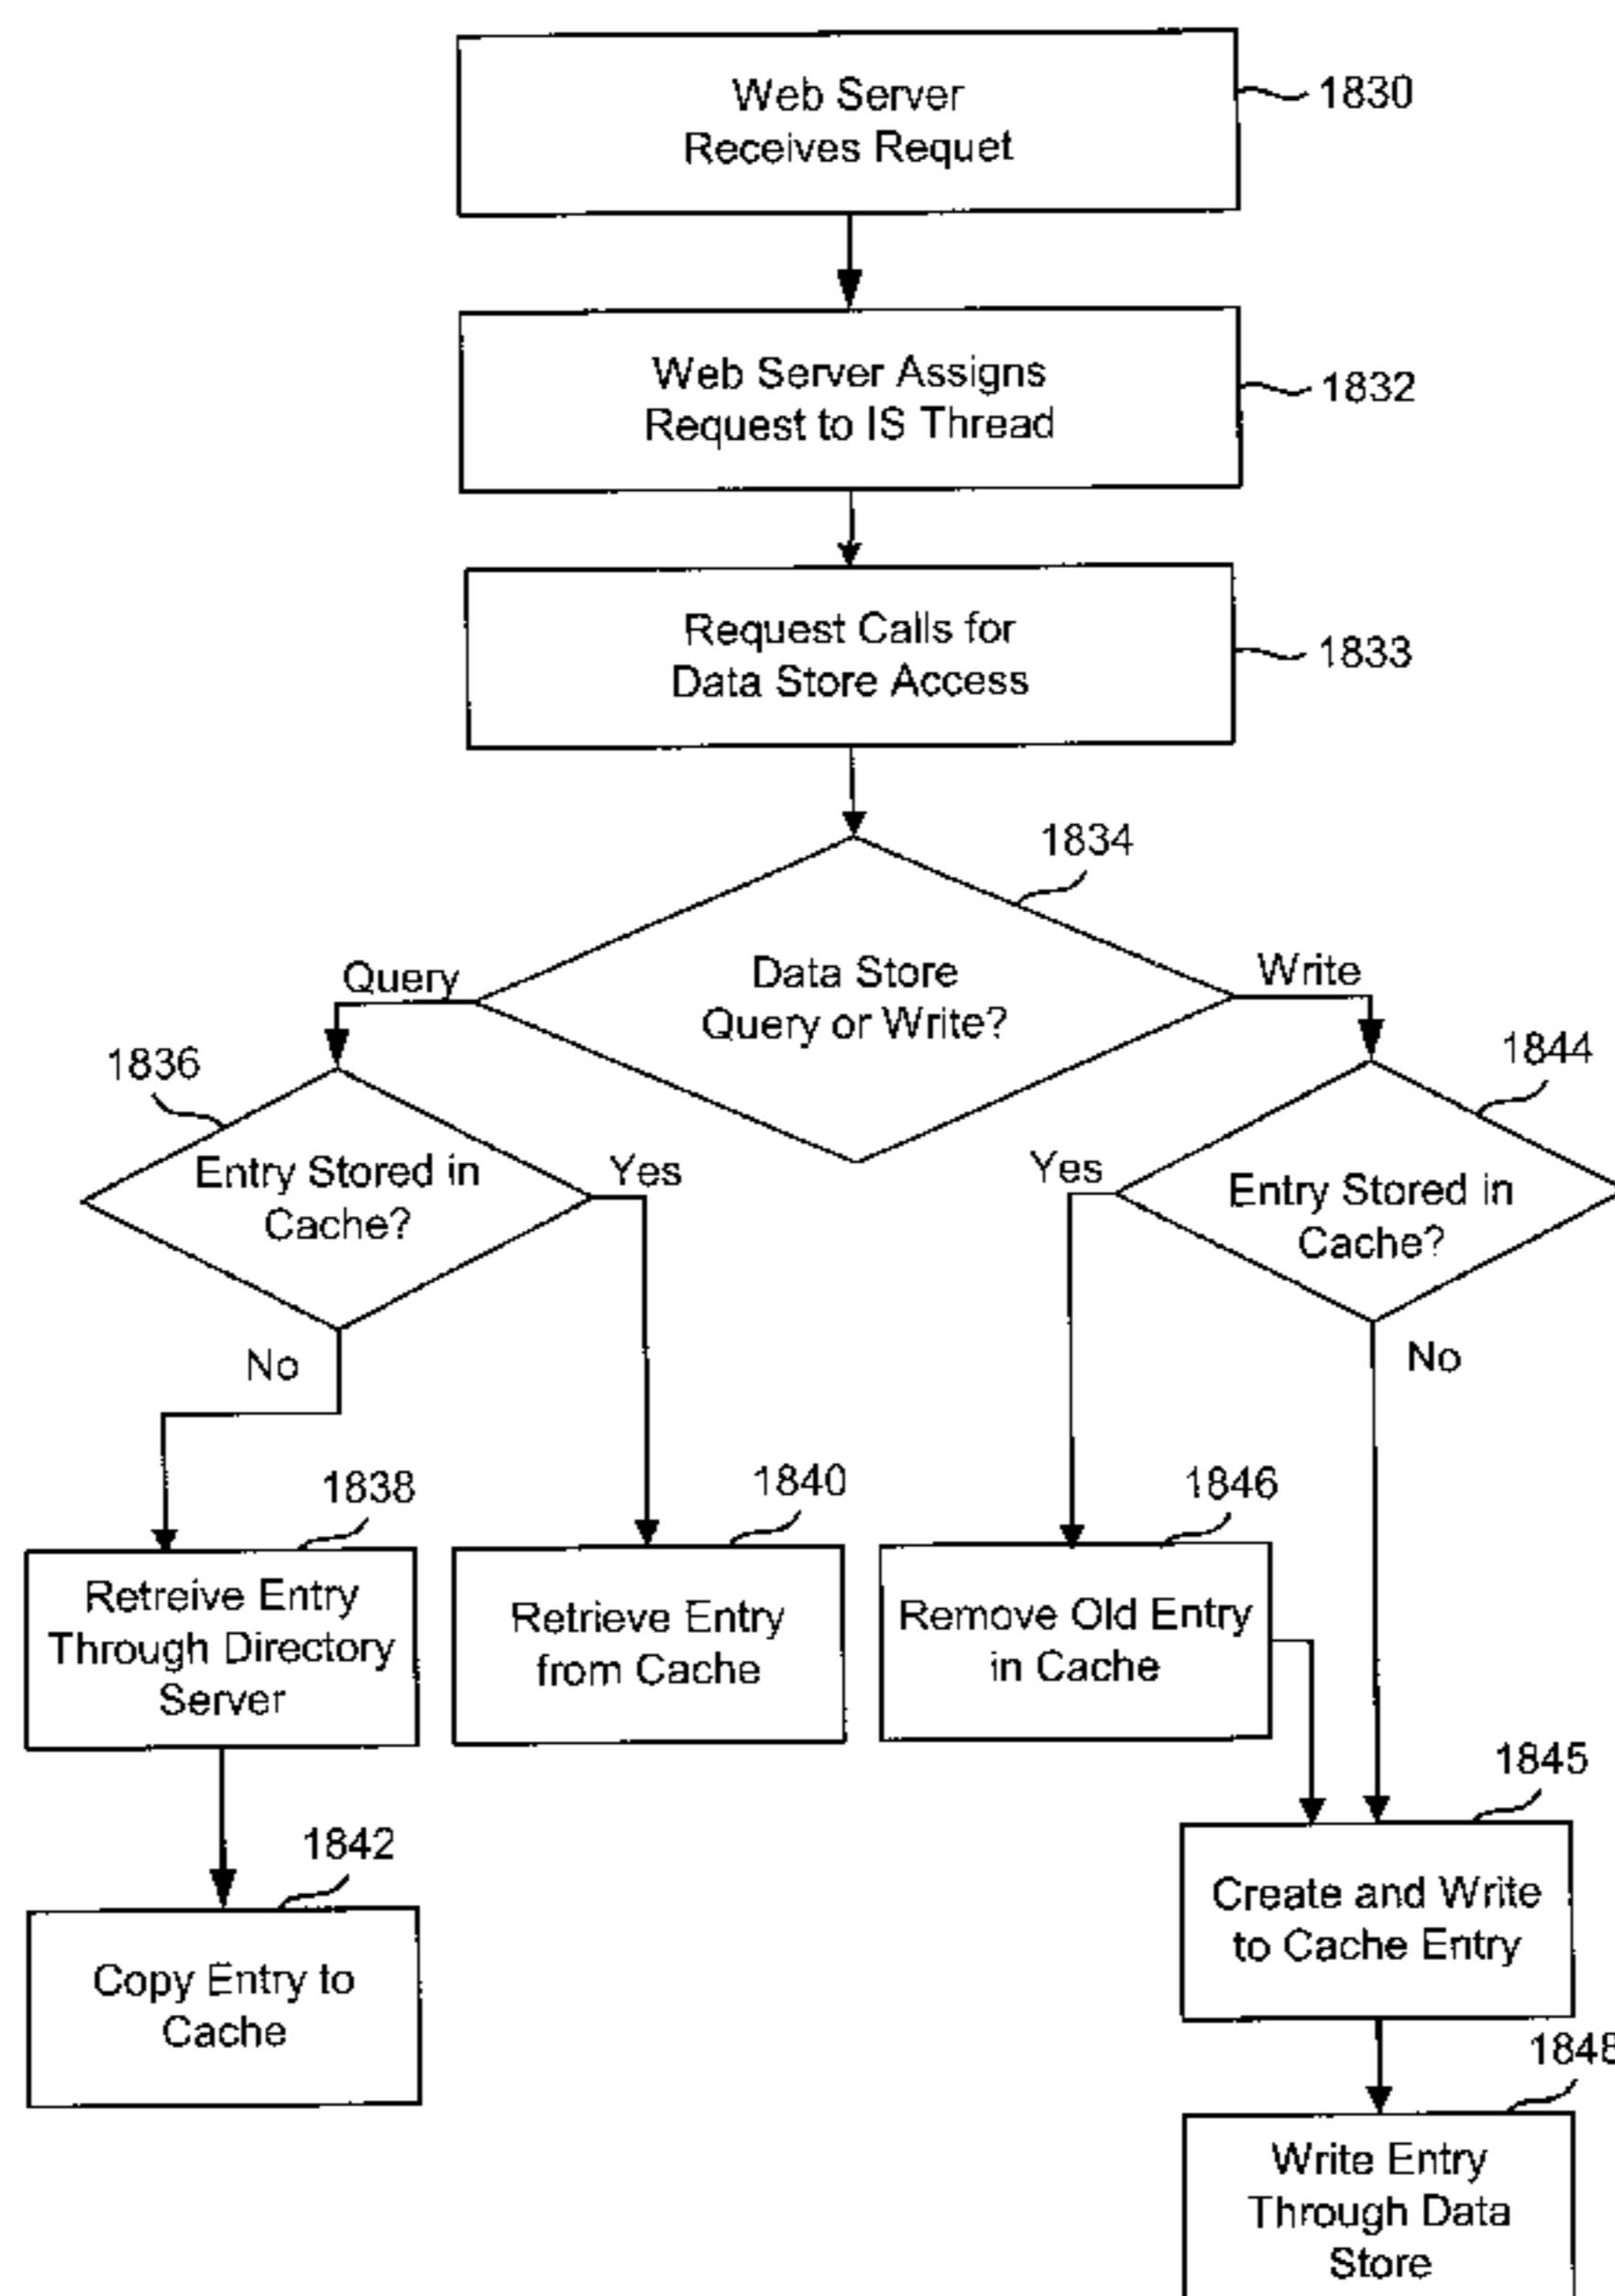 Web Server
Receives Requet
1830
Web Server Assigns
Request to IS Thread
1832
Request Calls for
Data Store Access
1833
1834
Data Store
Query or Write?
Query
Write
1836
Entry Stored in
Cache?
Yes
No
1844
Entry Stored in
Cache?
Yes
No
1838
Retreive Entry
Through Directory
Server
1840
Retrieve Entry
from Cache
1846
Remove Old Entry
in Cache
1842
Copy Entry to
Cache
1845
Create and Write
to Cache Entry
1848
Write Entry
Through Data
Store